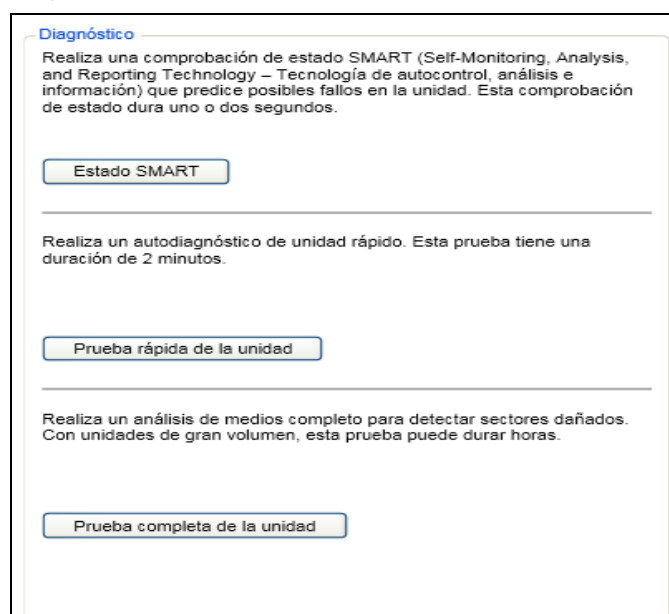 Diagnóstico
Realiza una comprobación de estado SMART (Self-Monitoring, Analysis,
and Reporting Technology – Tecnología de autocontrol, análisis e
información) que predice posibles fallos en la unidad. Esta comprobación
de estado dura uno o dos segundos.
Estado SMART
Realiza un autodiagnóstico de unidad rápido. Esta prueba tiene una
duración de 2 minutos.
Prueba rápida de la unidad
Realiza un análisis de medios completo para detectar sectores dañados.
Con unidades de gran volumen, esta prueba puede durar horas.
Prueba completa de la unidad